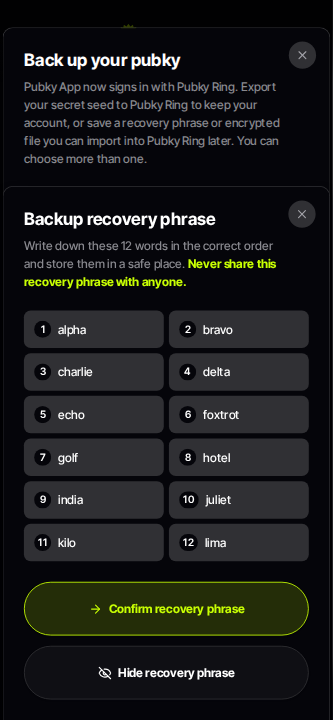 Back up your pubky
Pubky App now signs in with Pubky Ring. Export
your secret seed to Pubky Ring to keep your
account, or save a recovery phrase or encrypted
file you can import into Pubky Ring later. You can
choose more than one.
Backup recovery phrase
Write down these 12 words in the correct order
and store them in a safe place. Never share this
recovery phrase with anyone.
1 alpha
2 bravo
3 charlie
4 delta
5 echo
6 foxtrot
7 golf
8 hotel
9 india
10 juliet
11 kilo
12 lima
Confirm recovery phrase
Hide recovery phrase